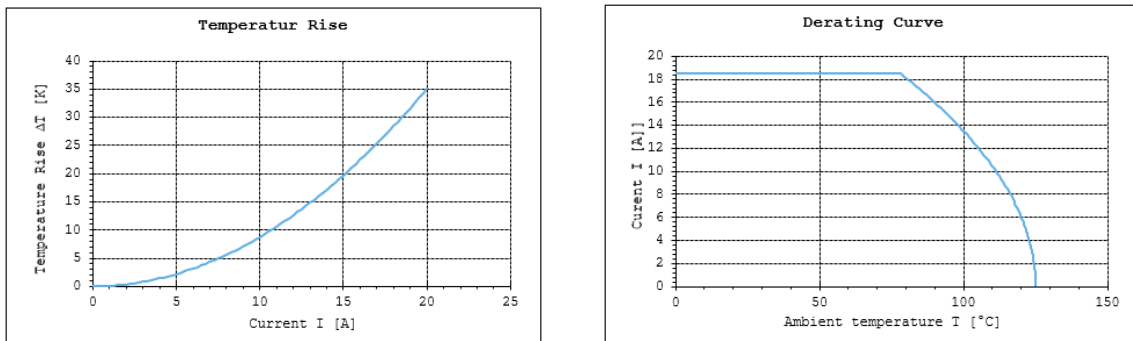 Temperatur Rise
Temperature Rise ΔT [K]
40
35
30
25
20
15
10
5
0
0 5 10 15 20 25
Current I [A]
Derating Curve
Curent I [A]]
20
18
16
14
12
10
8
6
4
2
0
0 50 100 150
Ambient temperature T [°C]